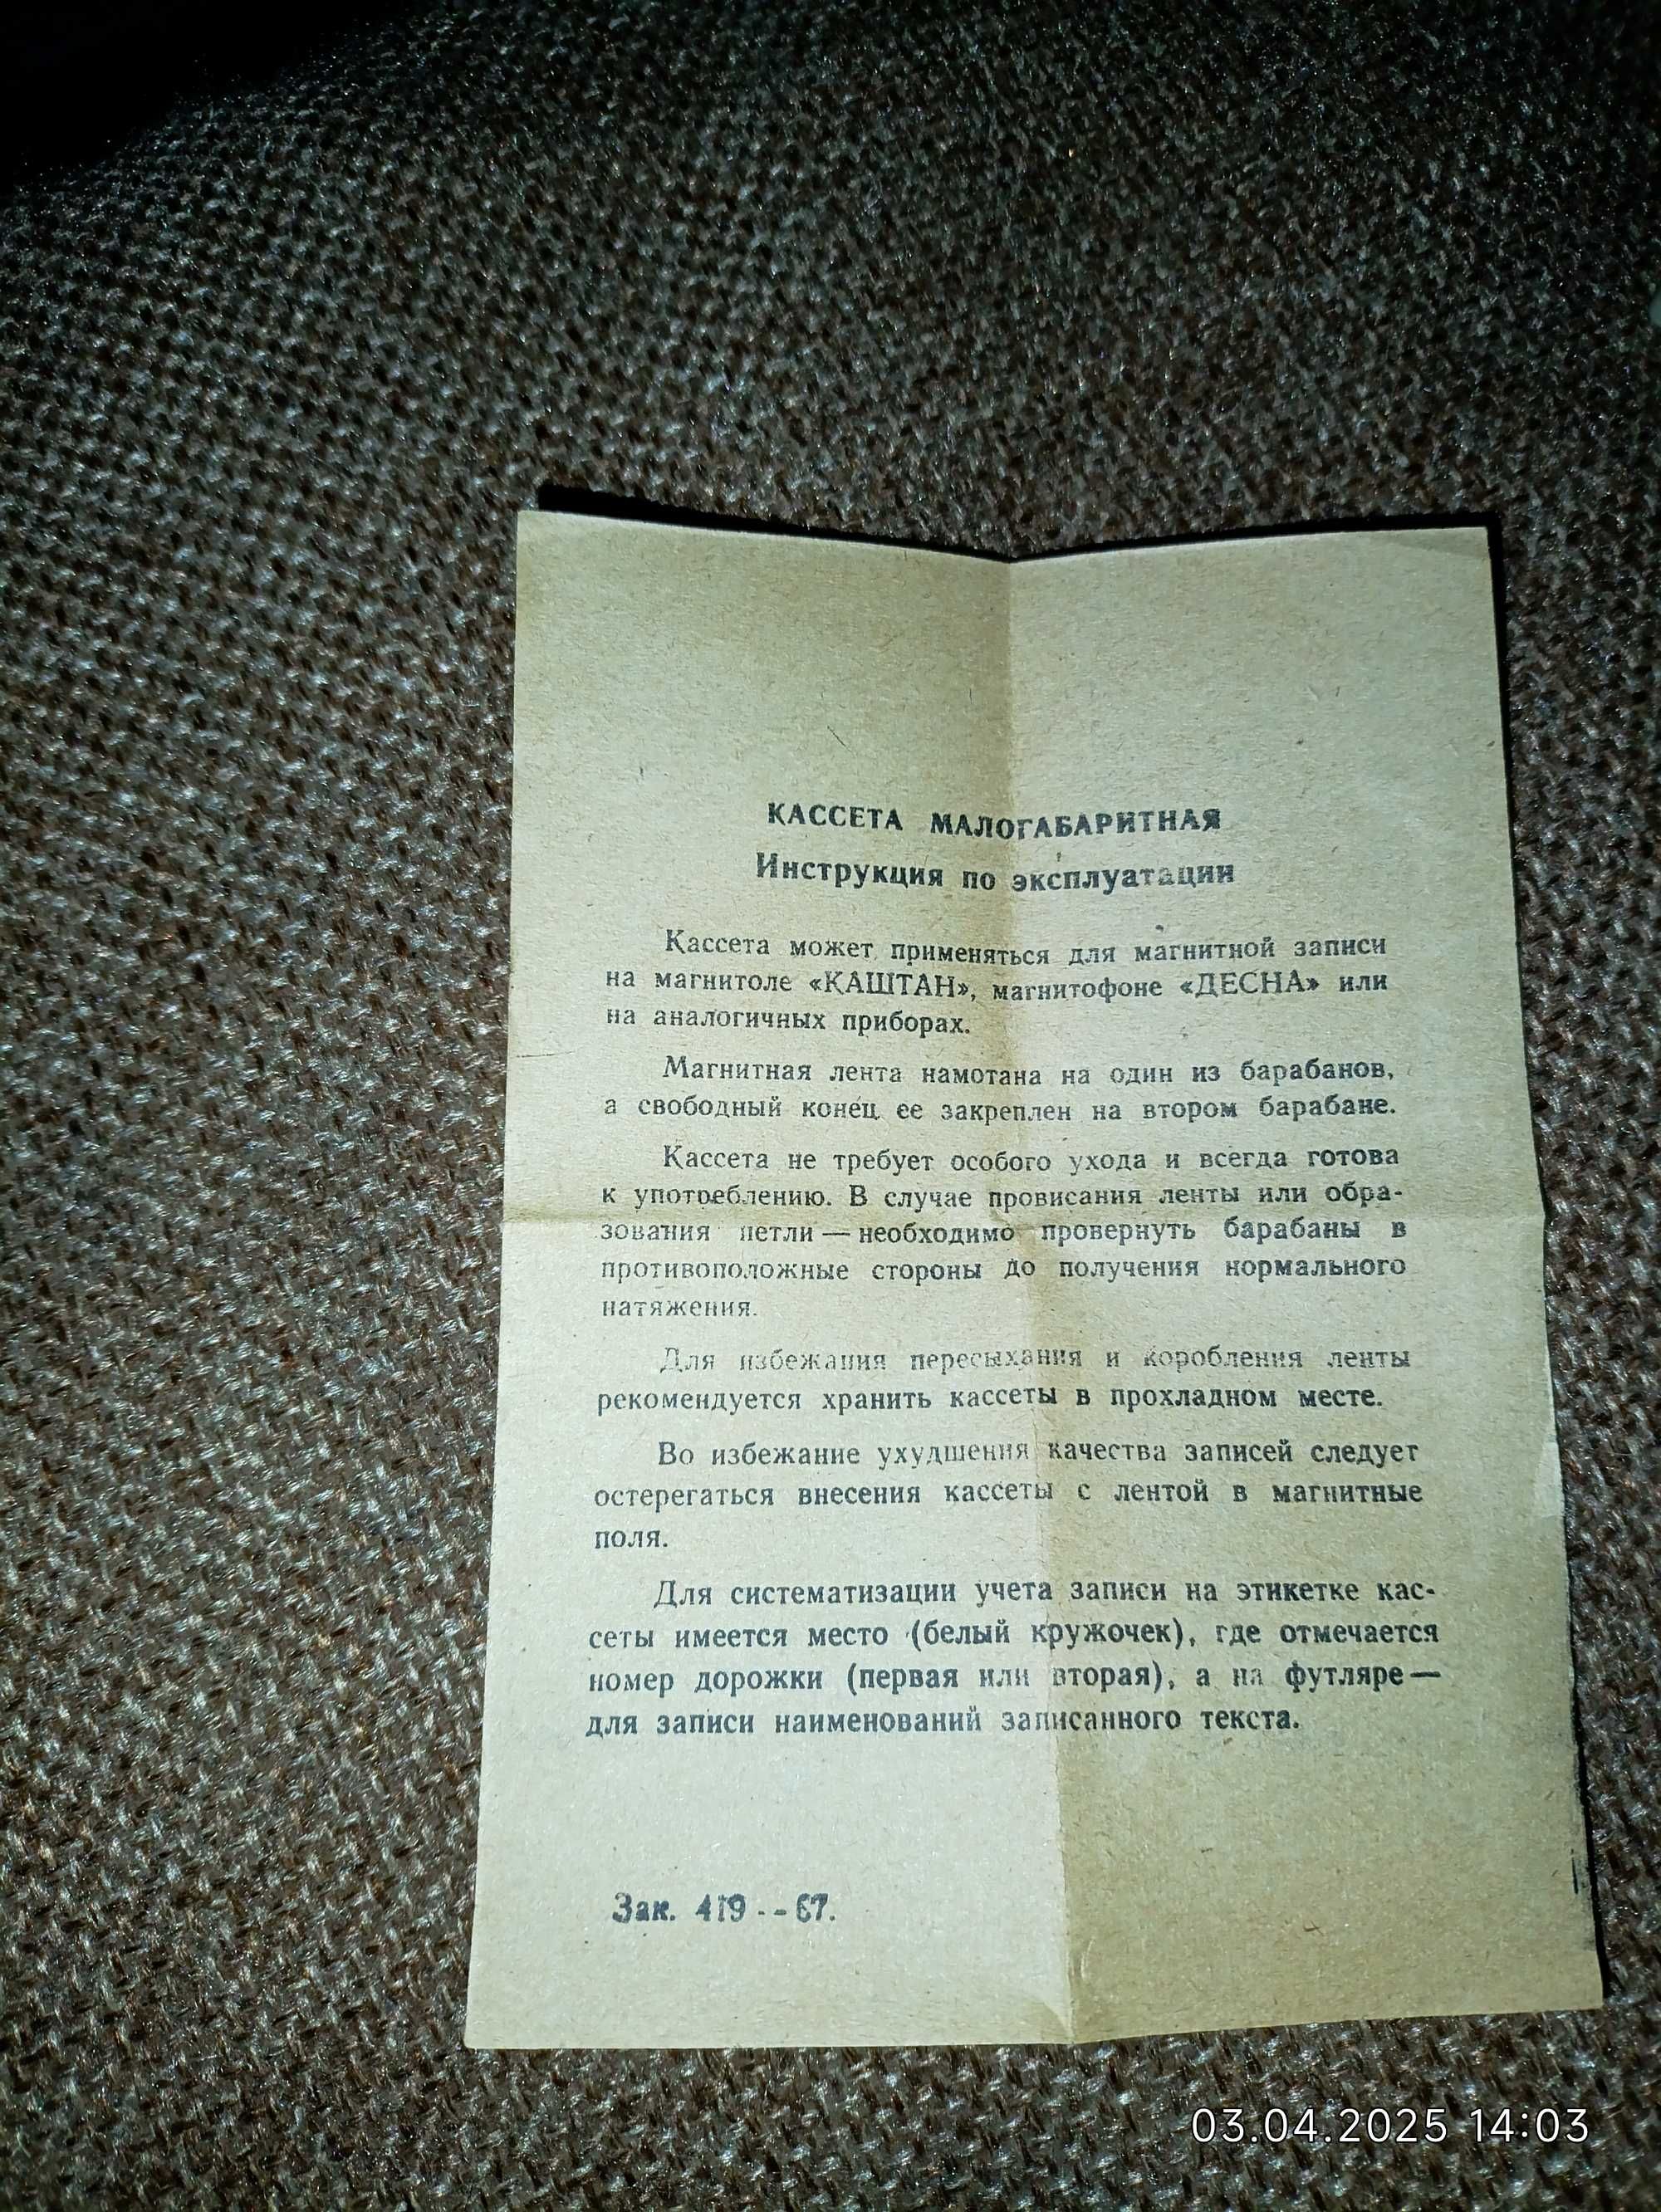 КАССЕТА МАЛОГАБАРИТНАЯ
Инструкция по эксплуатации
Кассета может применяться для магнитной записи
на магнитоле «КАШТАН», магнитофоне «ДЕСНА» или
на аналогичных приборах.
Магнитная лента намотана на один из барабанов,
а свободный конец ее закреплен на втором барабане.
Кассета не требует особого ухода и всегда готова
к употреблению. В случае провисания ленты или обра-
зования петли — необходимо провернуть барабаны в
противоположные стороны до получения нормального
натяжения.
Для избежания пересыхания и коробления ленты
рекомендуется хранить кассеты в прохладном месте.
Во избежание ухудшения качества записей следует
остерегаться внесения кассеты с лентой в магнитные
поля.
Для систематизации учета записи на этикетке кас-
сеты имеется место (белый кружочек), где отмечается
номер дорожки (первая или вторая), а на футляре —
для записи наименований записанного текста.
Зак. 419 -- 67.
03.04.2025 14:03